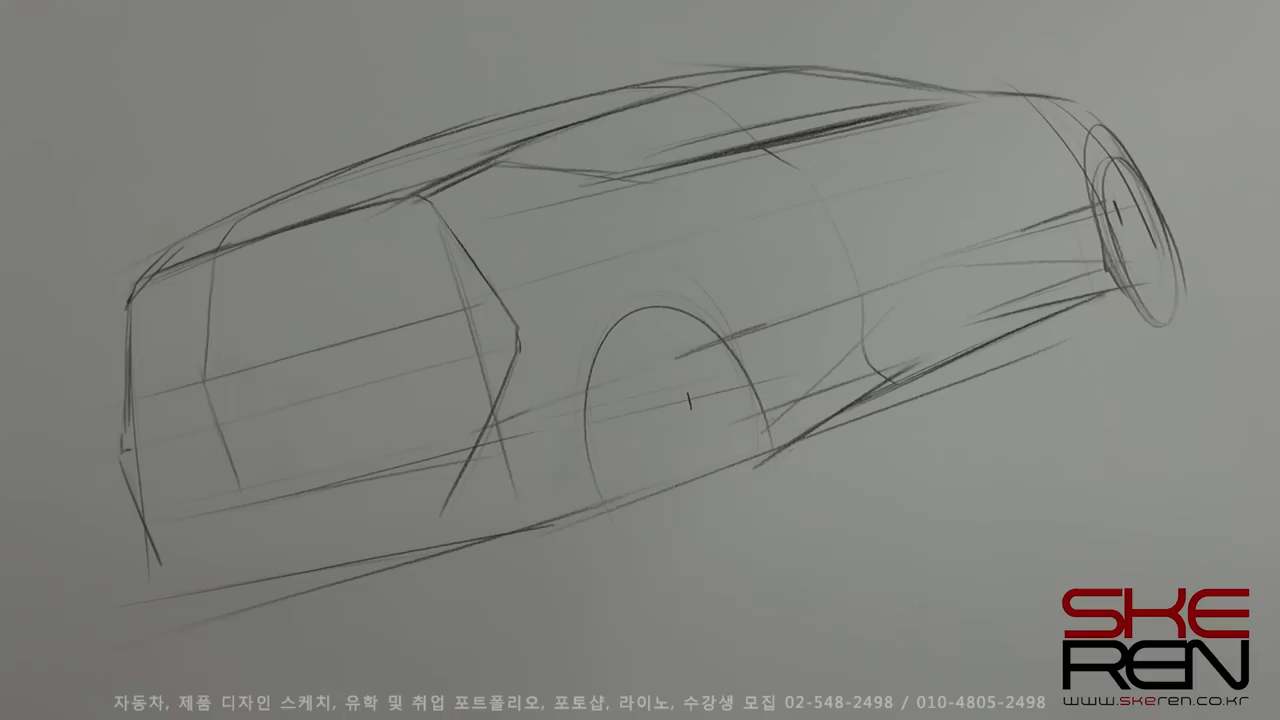 SKE
REN
www.skeren.co.kr
자동차, 제품 디자인 스케치, 유학 및 취업 포트폴리오, 포토샵, 라이노, 수강생 모집 02-548-2498 / 010-4805-2498